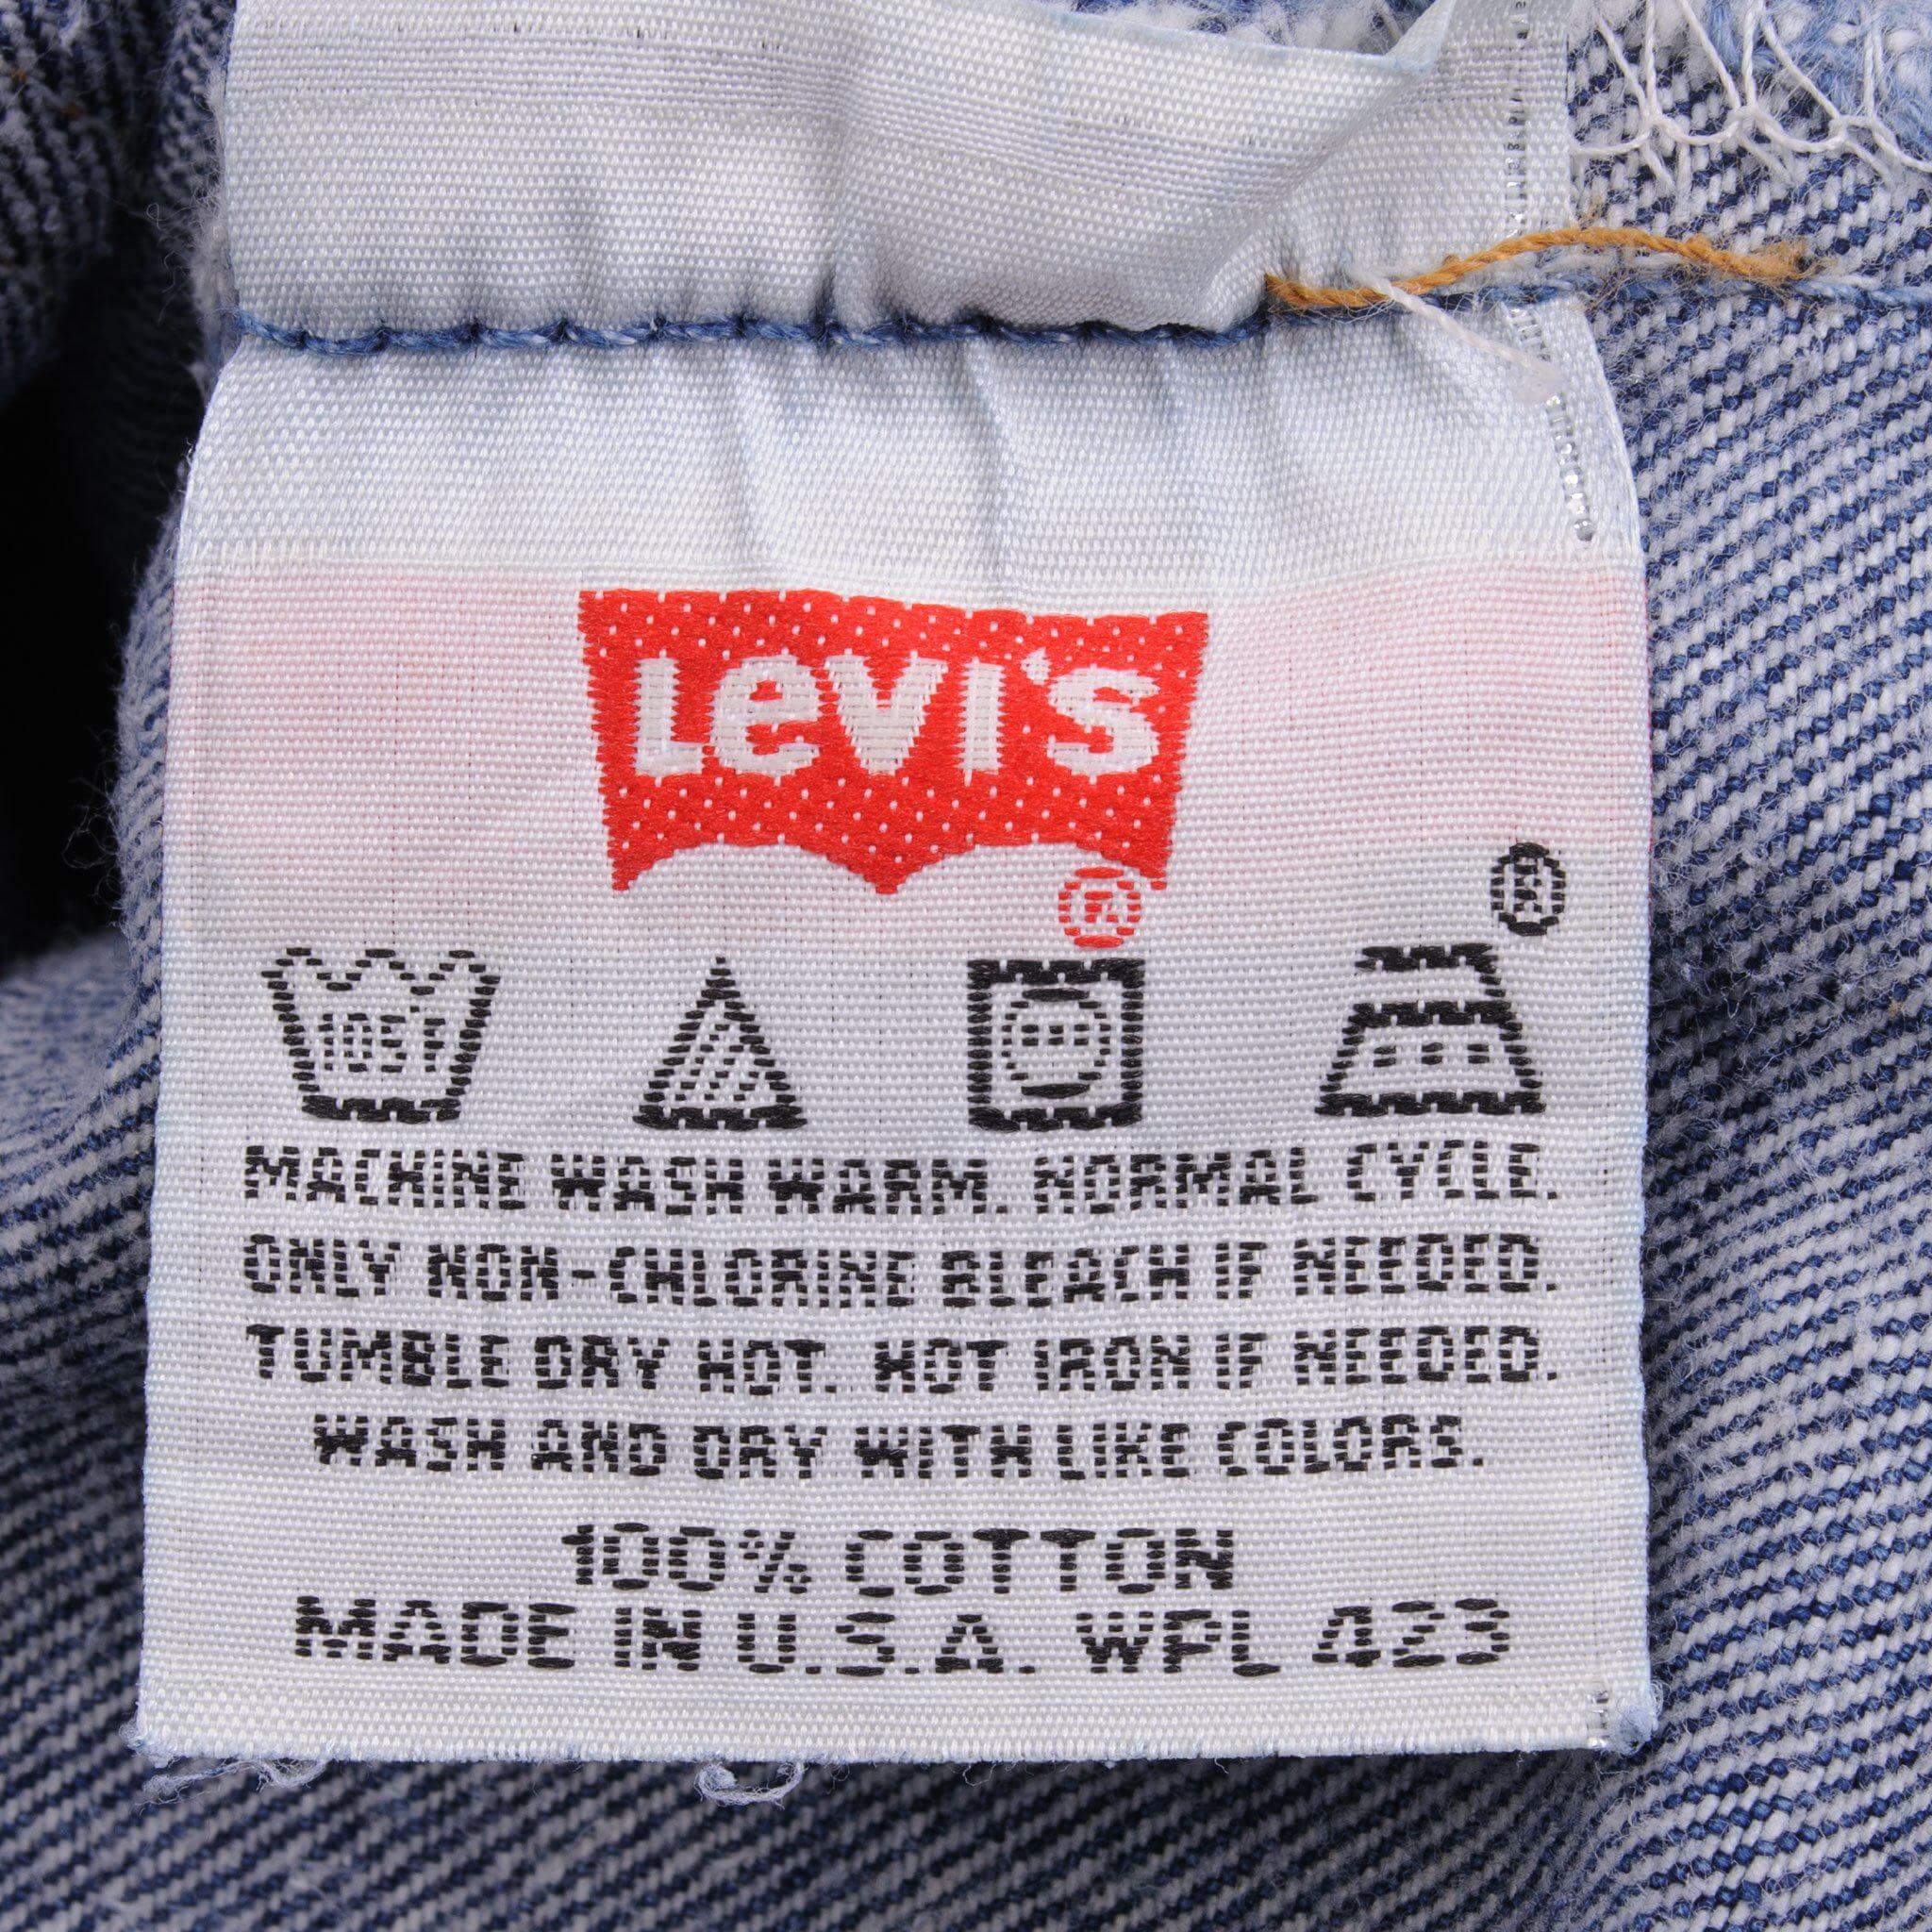 Levi's
®
®
105°F
MACHINE WASH WARM. NORMAL CYCLE.
ONLY NON-CHLORINE BLEACH IF NEEDED.
TUMBLE DRY HOT. HOT IRON IF NEEDED.
WASH AND DRY WITH LIKE COLORS.
100% COTTON
MADE IN U.S.A. WPL 423